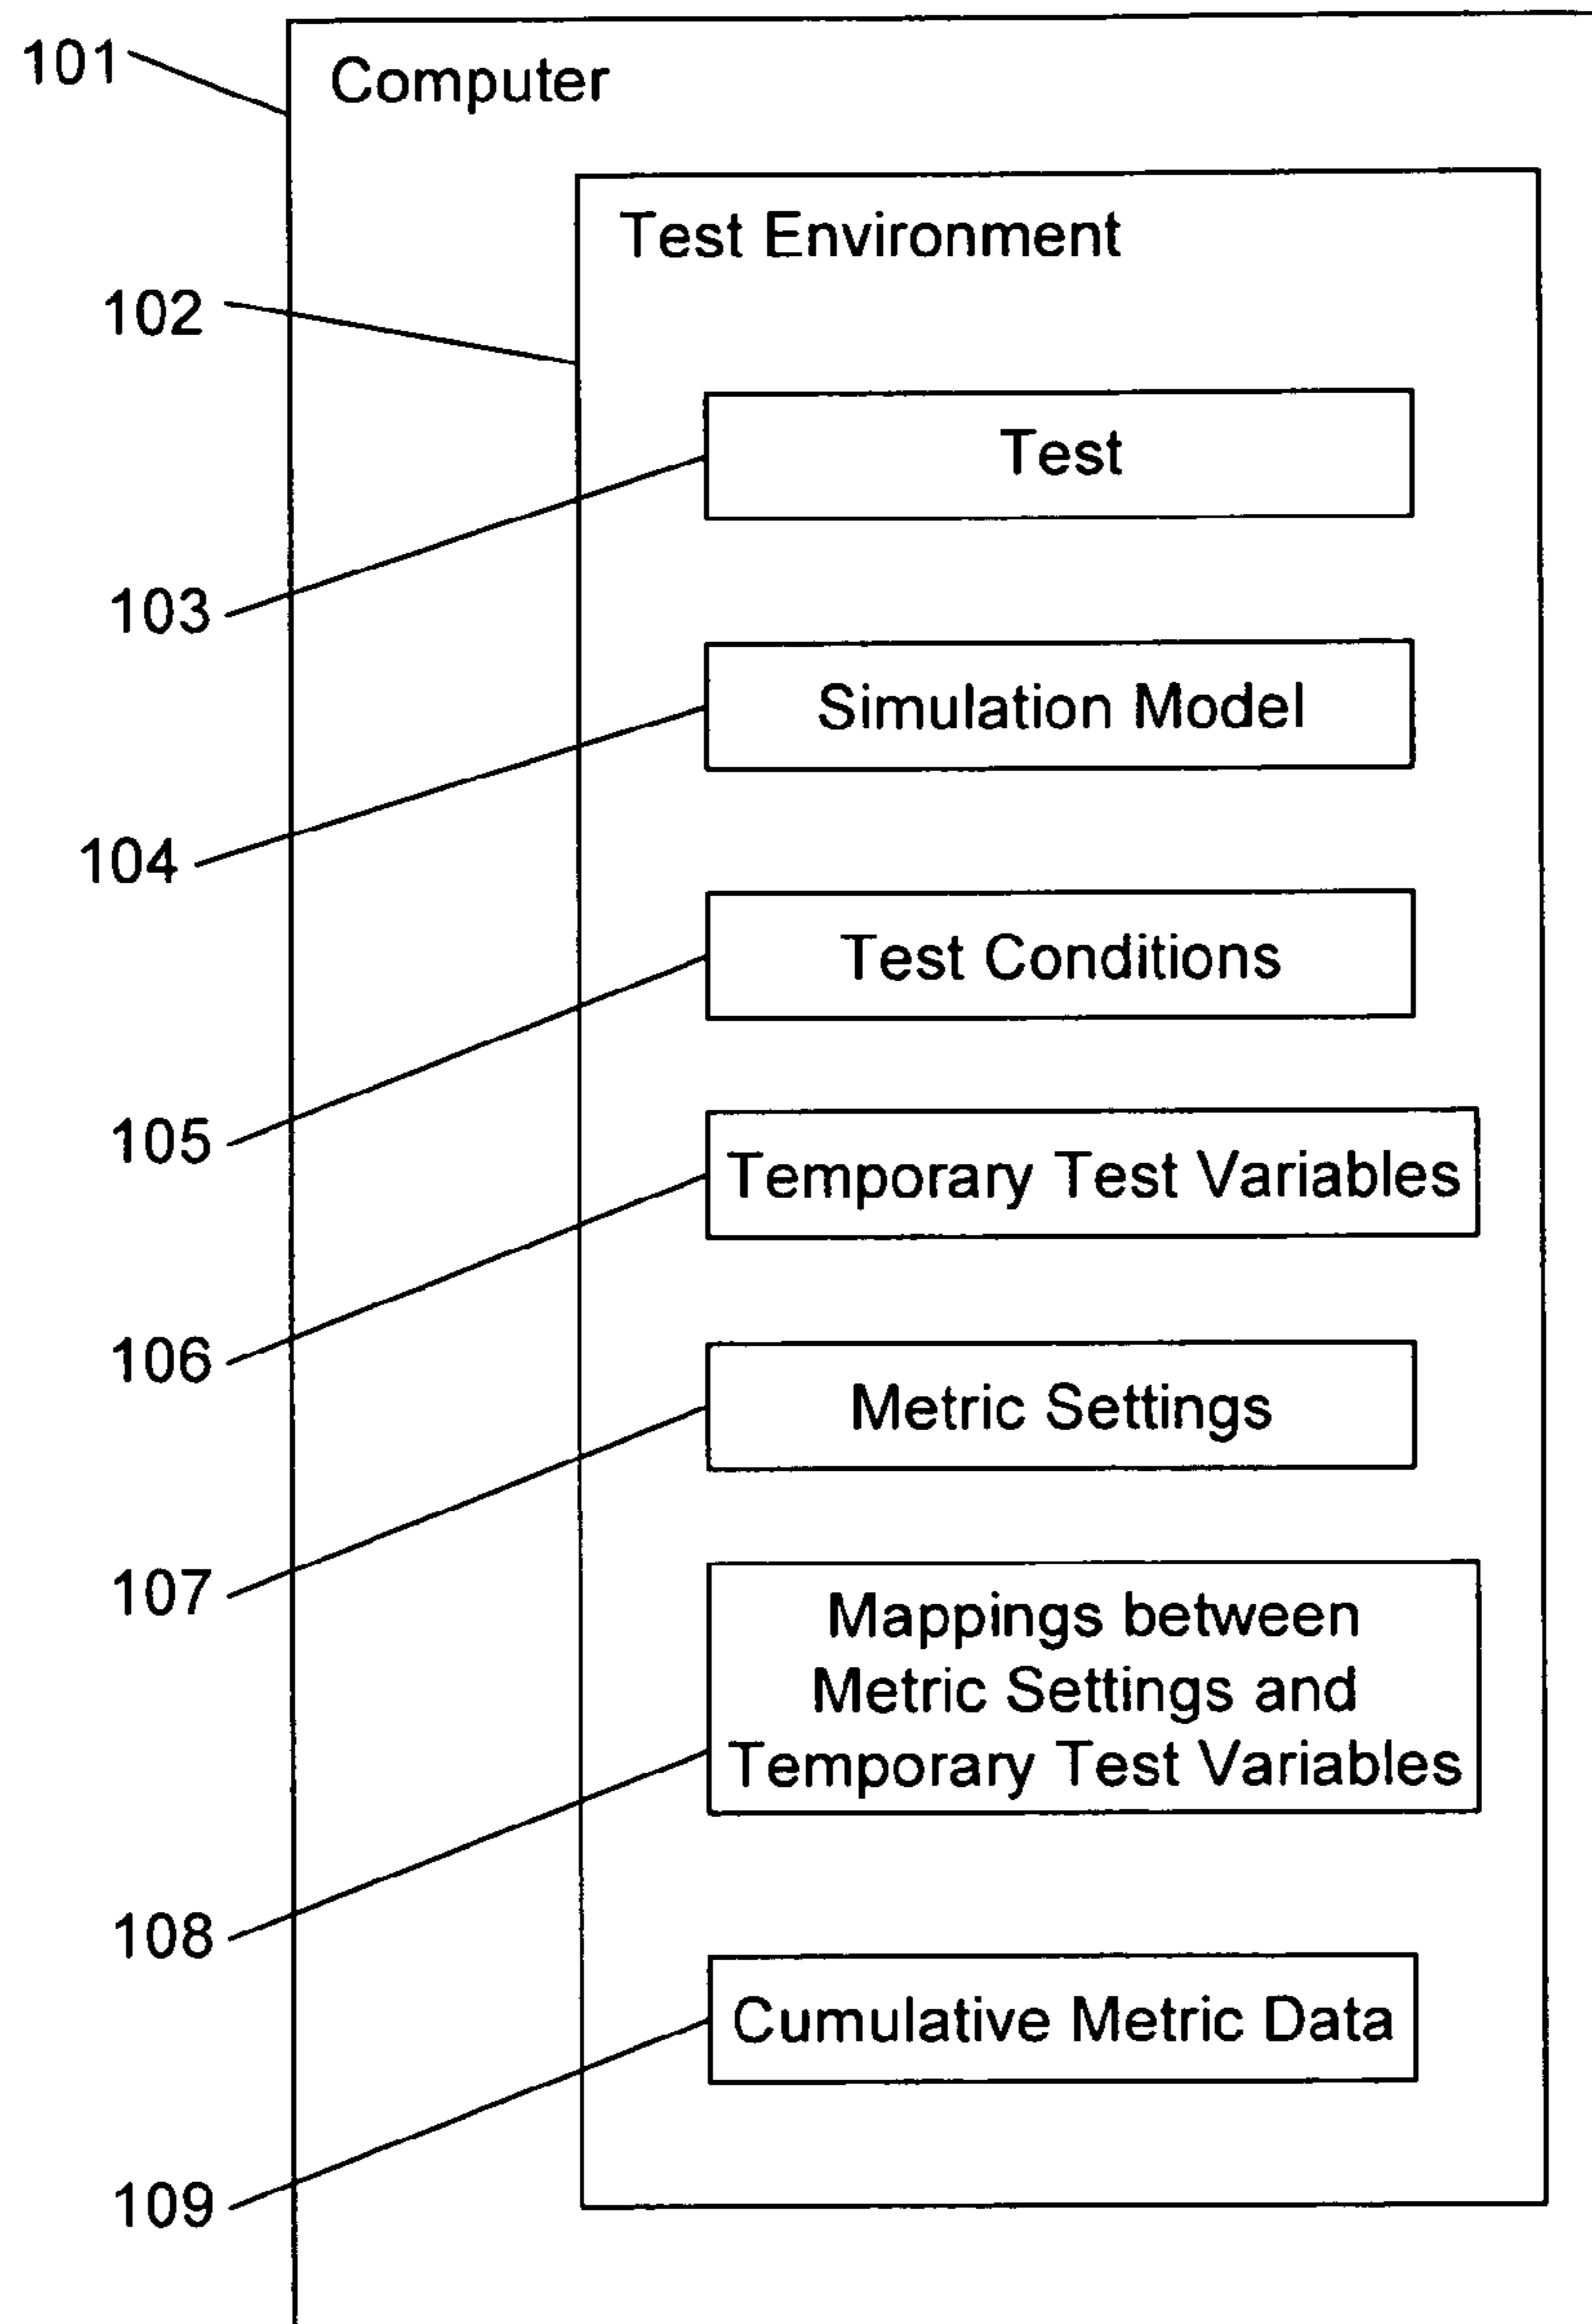 101
Computer
Test Environment
102
Test
103
Simulation Model
104
Test Conditions
105
Temporary Test Variables
106
Metric Settings
107
Mappings between
Metric Settings and
Temporary Test Variables
108
Cumulative Metric Data
109